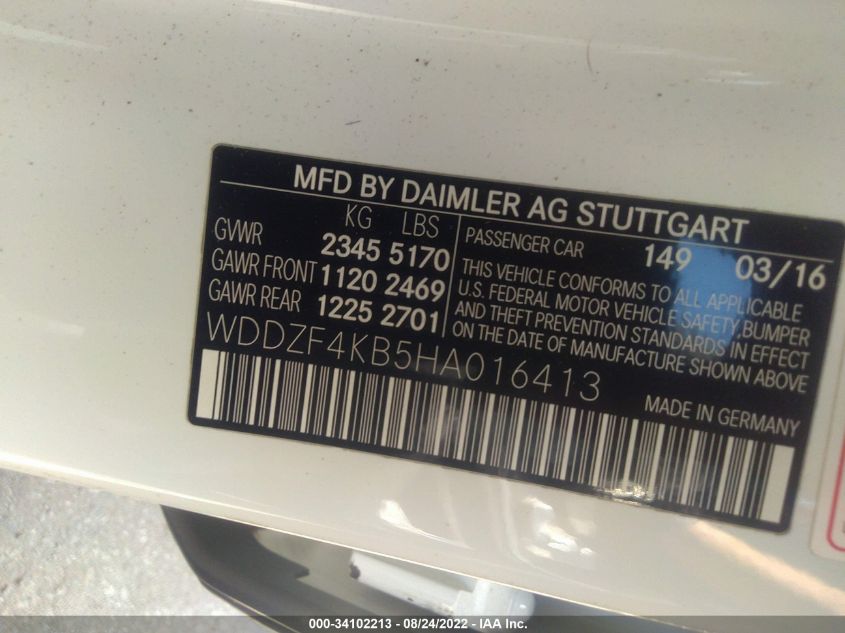 MFD BY DAIMLER AG STUTTGART
KG LBS
GVWR 2345 5170
GAWR FRONT 1120 2469
GAWR REAR 1225 2701
PASSENGER CAR 149 03/16
THIS VEHICLE CONFORMS TO ALL APPLICABLE
U.S. FEDERAL MOTOR VEHICLE SAFETY, BUMPER
AND THEFT PREVENTION STANDARDS IN EFFECT
ON THE DATE OF MANUFACTURE SHOWN ABOVE
WDDZF4KB5HA016413
MADE IN GERMANY
000-34102213 - 08/24/2022 - IAA Inc.